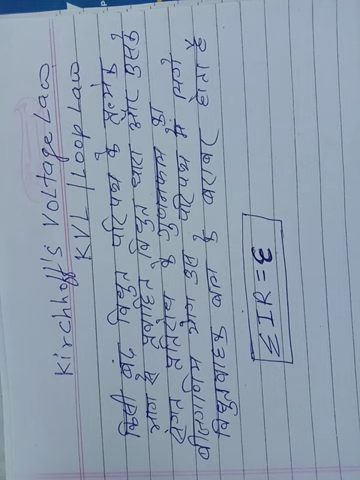 Kirchhoff's Voltage Law
KVL / Loop Law
किसी बंद विद्युत परिपथ के प्रत्येक
भाग से प्रवाहित विद्युत धारा और उसके
संगत प्रतिरोध के गुणनफल का
बीजगणितीय योग उस परिपथ में लगे
विद्युतवाहक बल के बराबर होता है
ΣIR = ε